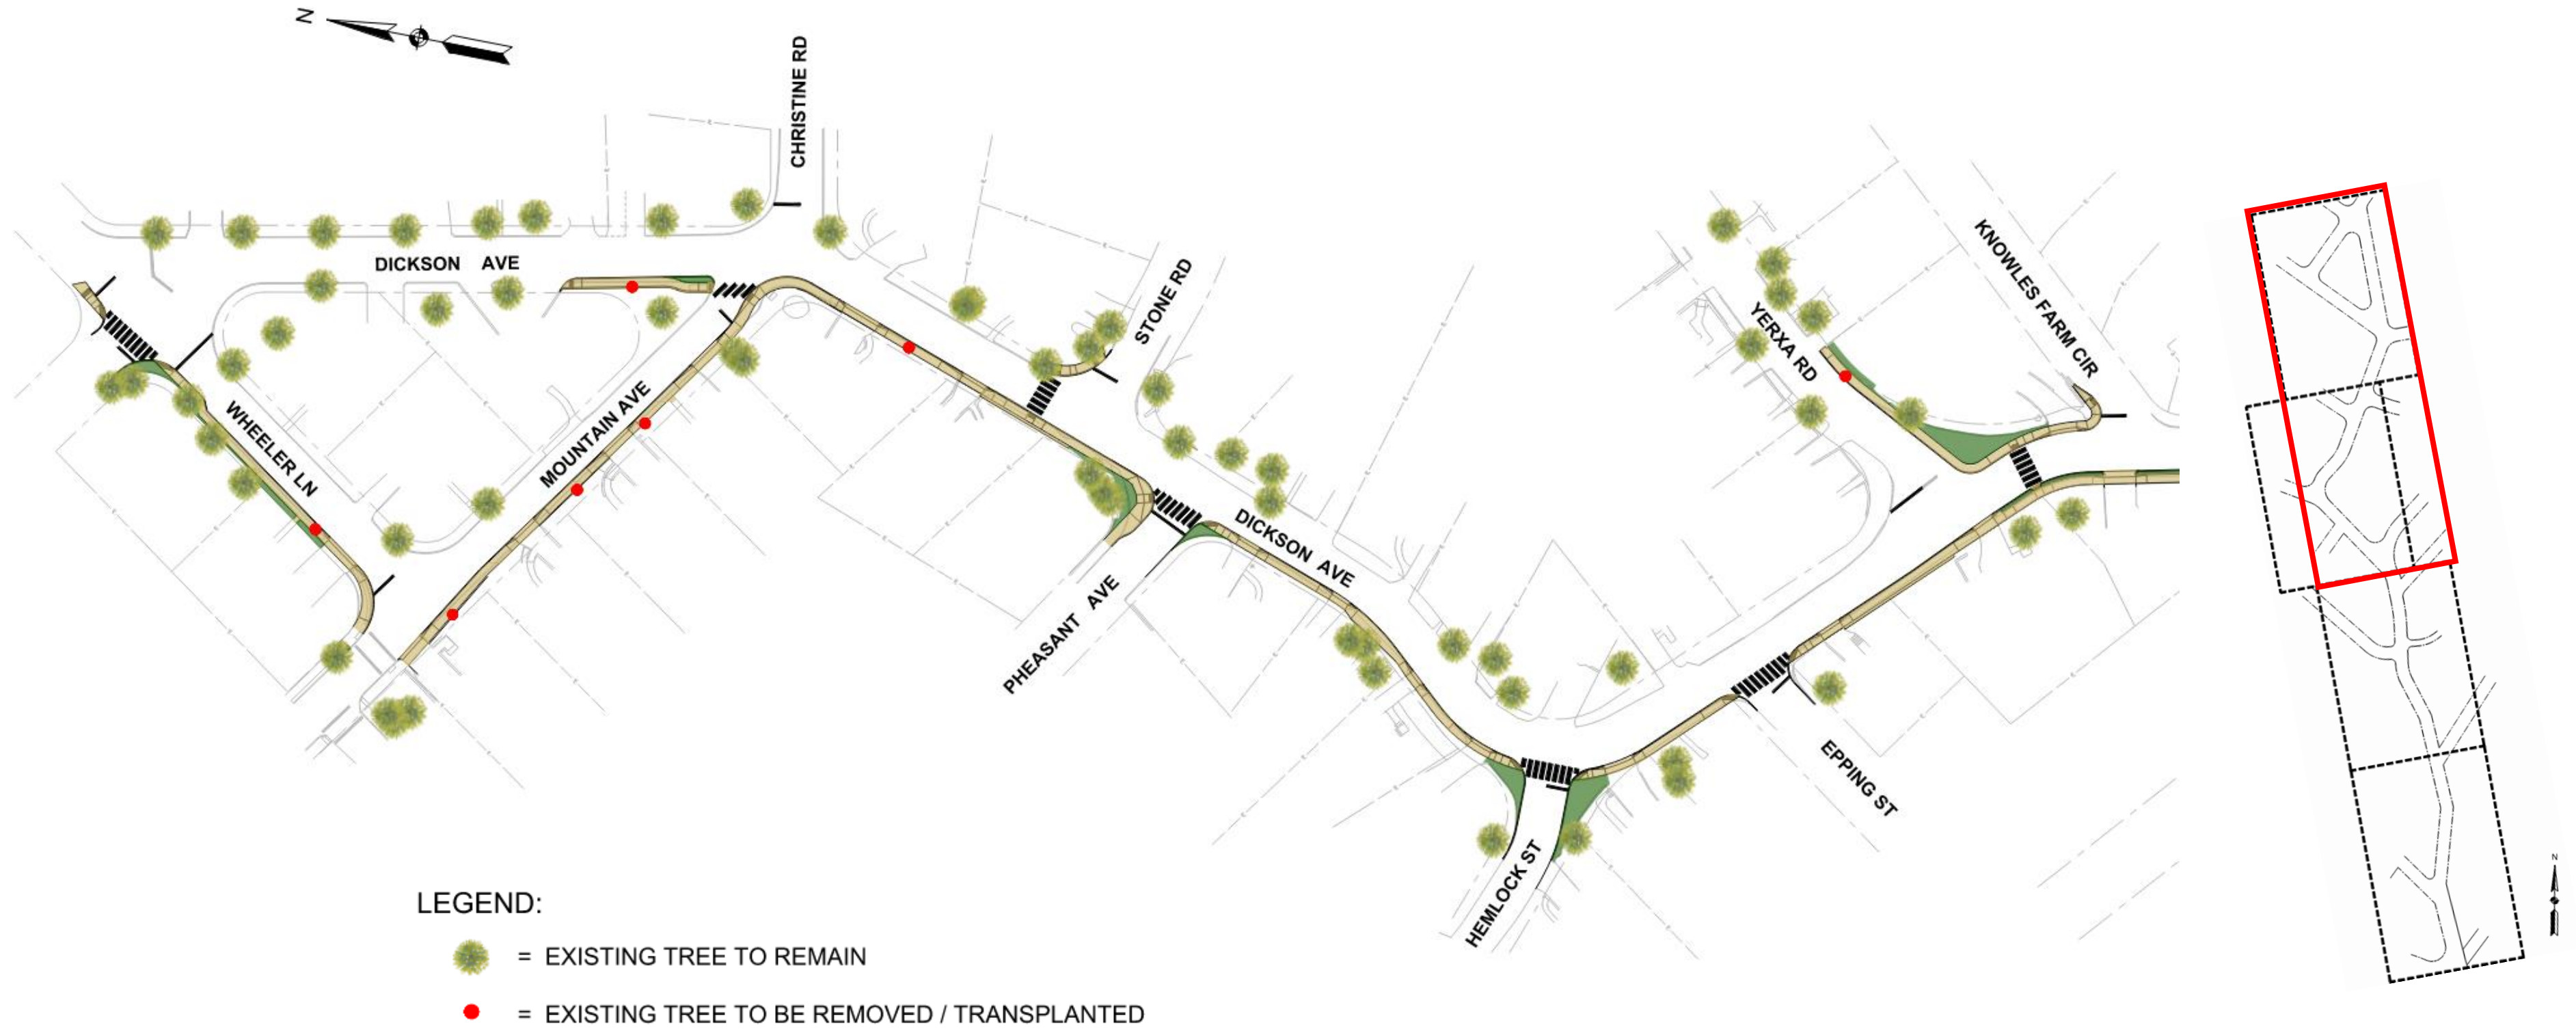 N
CHRISTINE RD
DICKSON AVE
STONE RD
KNOWLES FARM CIR
YERXA RD
WHEELER LN
MOUNTAIN AVE
DICKSON AVE
PHEASANT AVE
EPPING ST
HEMLOCK ST
N
LEGEND:
= EXISTING TREE TO REMAIN
= EXISTING TREE TO BE REMOVED / TRANSPLANTED